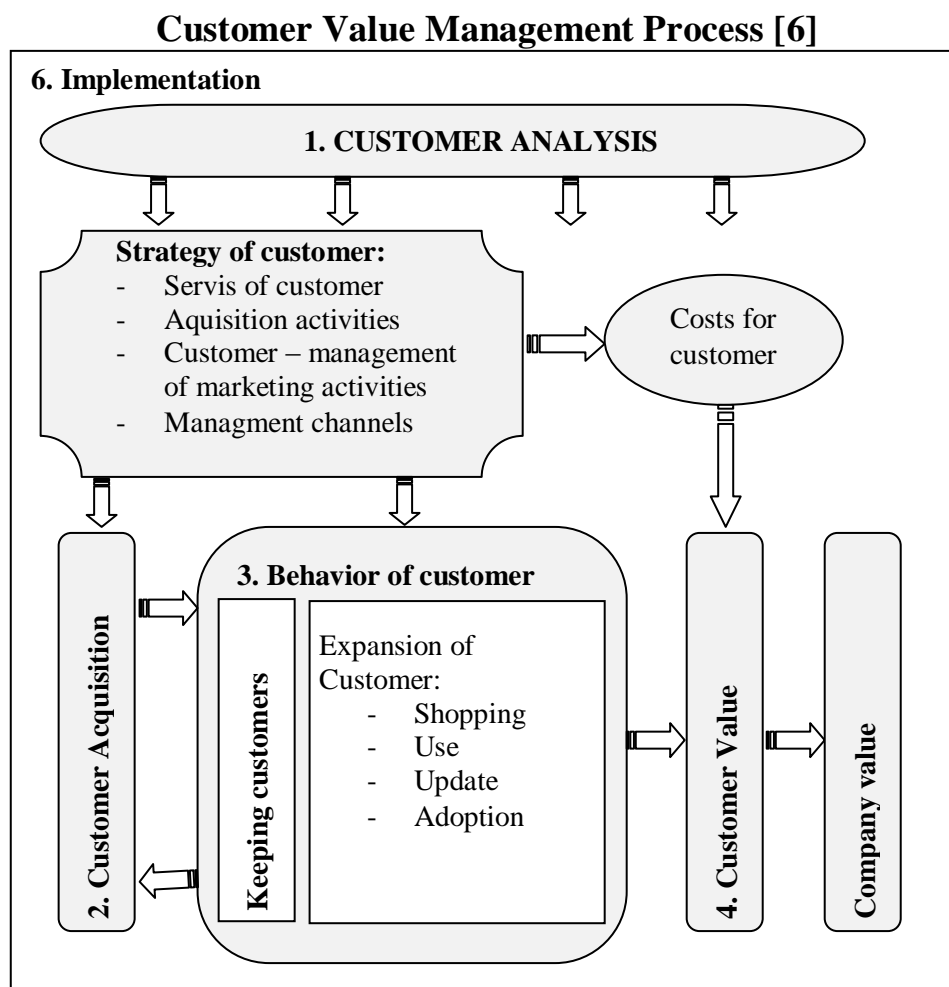 Customer Value Management Process [6]
6. Implementation
1. CUSTOMER ANALYSIS
Strategy of customer:
- Servis of customer
- Aquisition activities
- Customer – management
of marketing activities
- Managment channels
Costs for
customer
2. Customer Acquisition
3. Behavior of customer
Keeping customers
Expansion of
Customer:
- Shopping
- Use
- Update
- Adoption
4. Customer Value
Company value